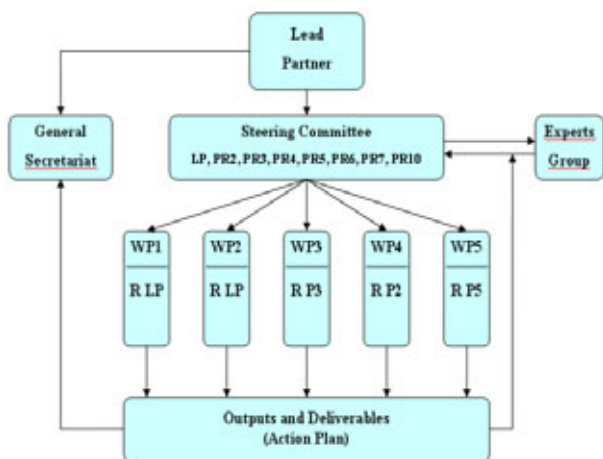 Lead
Partner
General
Secretariat
Steering Committee
LP, PR2, PR3, PR4, PR5, PR6, PR7, PR10
Experts
Group
WP1
R LP
WP2
R LP
WP3
R P3
WP4
R P2
WP5
R P5
Outputs and Deliverables
(Action Plan)